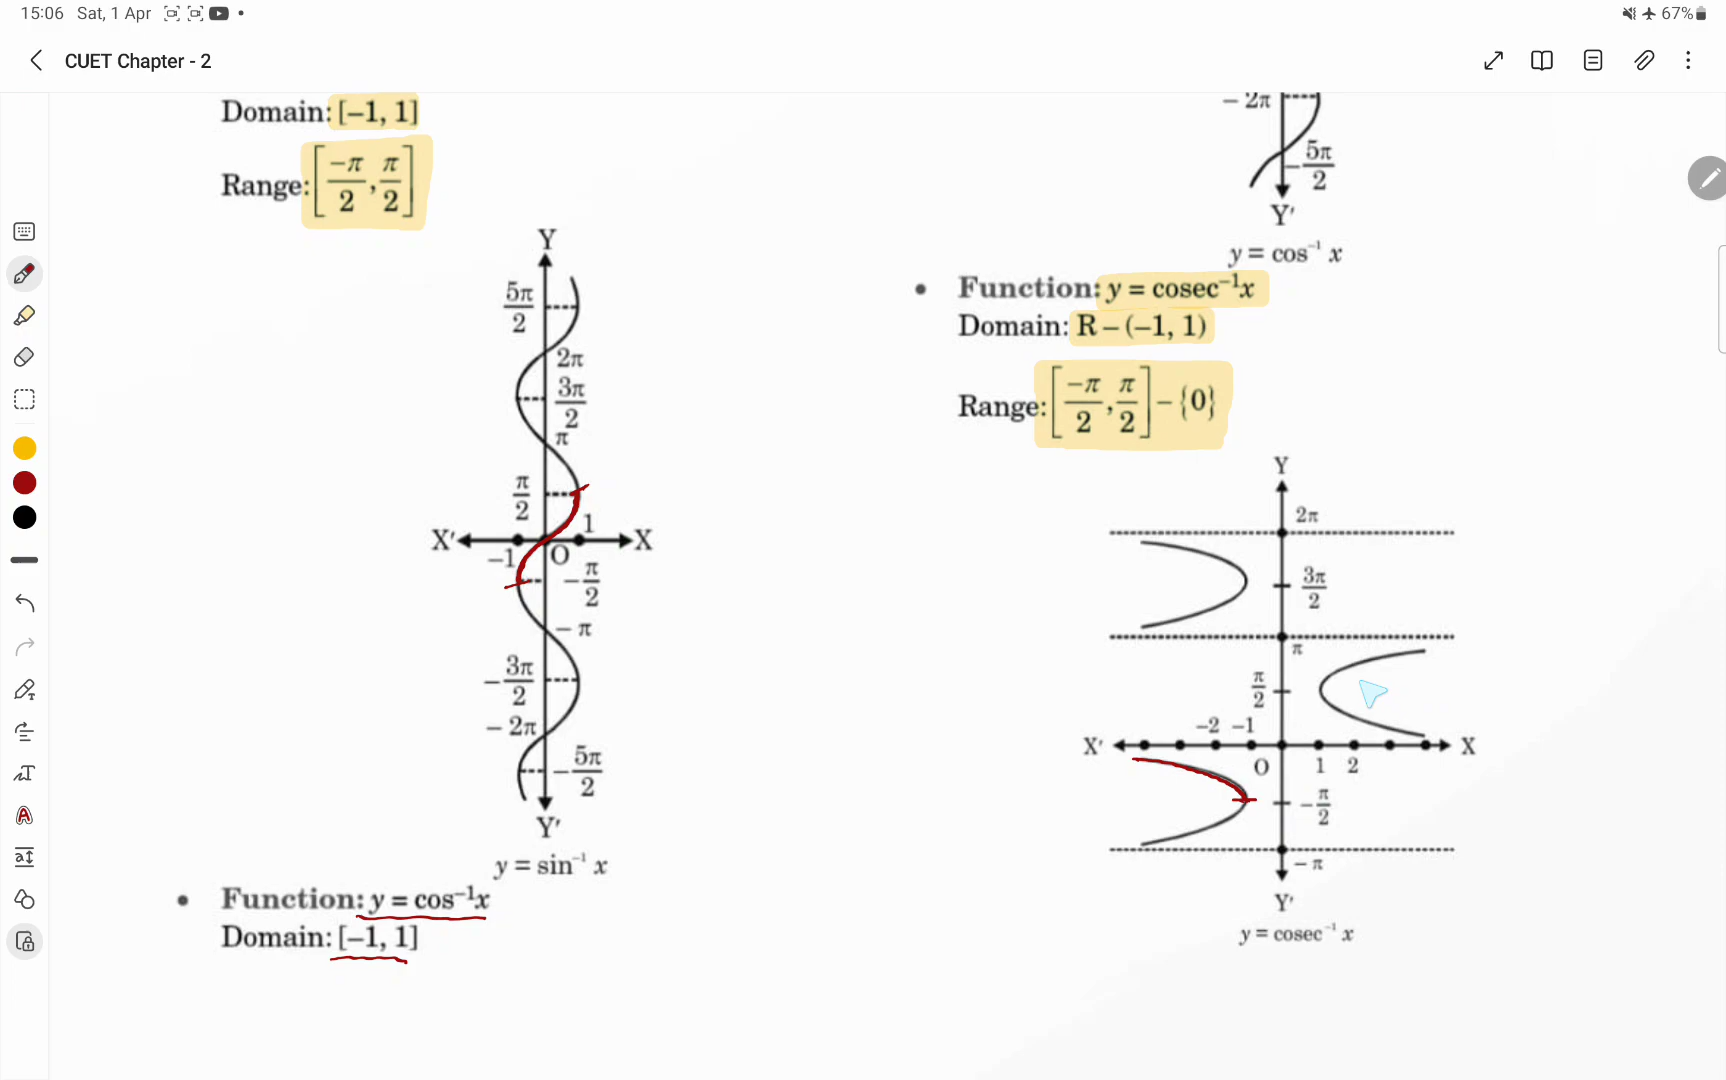 15:06 Sat, 1 Apr
67%
CUET Chapter - 2
Domain: [−1, 1]
Range: [−π/2, π/2]
Y
5π/2
2π
3π/2
π
π/2
1
X′ X
−1 O
−π/2
− π
−3π/2
− 2π
−5π/2
Y′
y = sin⁻¹ x
• Function: y = cos⁻¹x
Domain: [−1, 1]
− 2π
−5π/2
Y′
y = cos⁻¹ x
• Function: y = cosec⁻¹x
Domain: R – (−1, 1)
Range: [−π/2, π/2] − {0}
Y
2π
3π/2
π
π/2
−2 −1
X′ X
O 1 2
−π/2
− π
Y′
y = cosec⁻¹ x